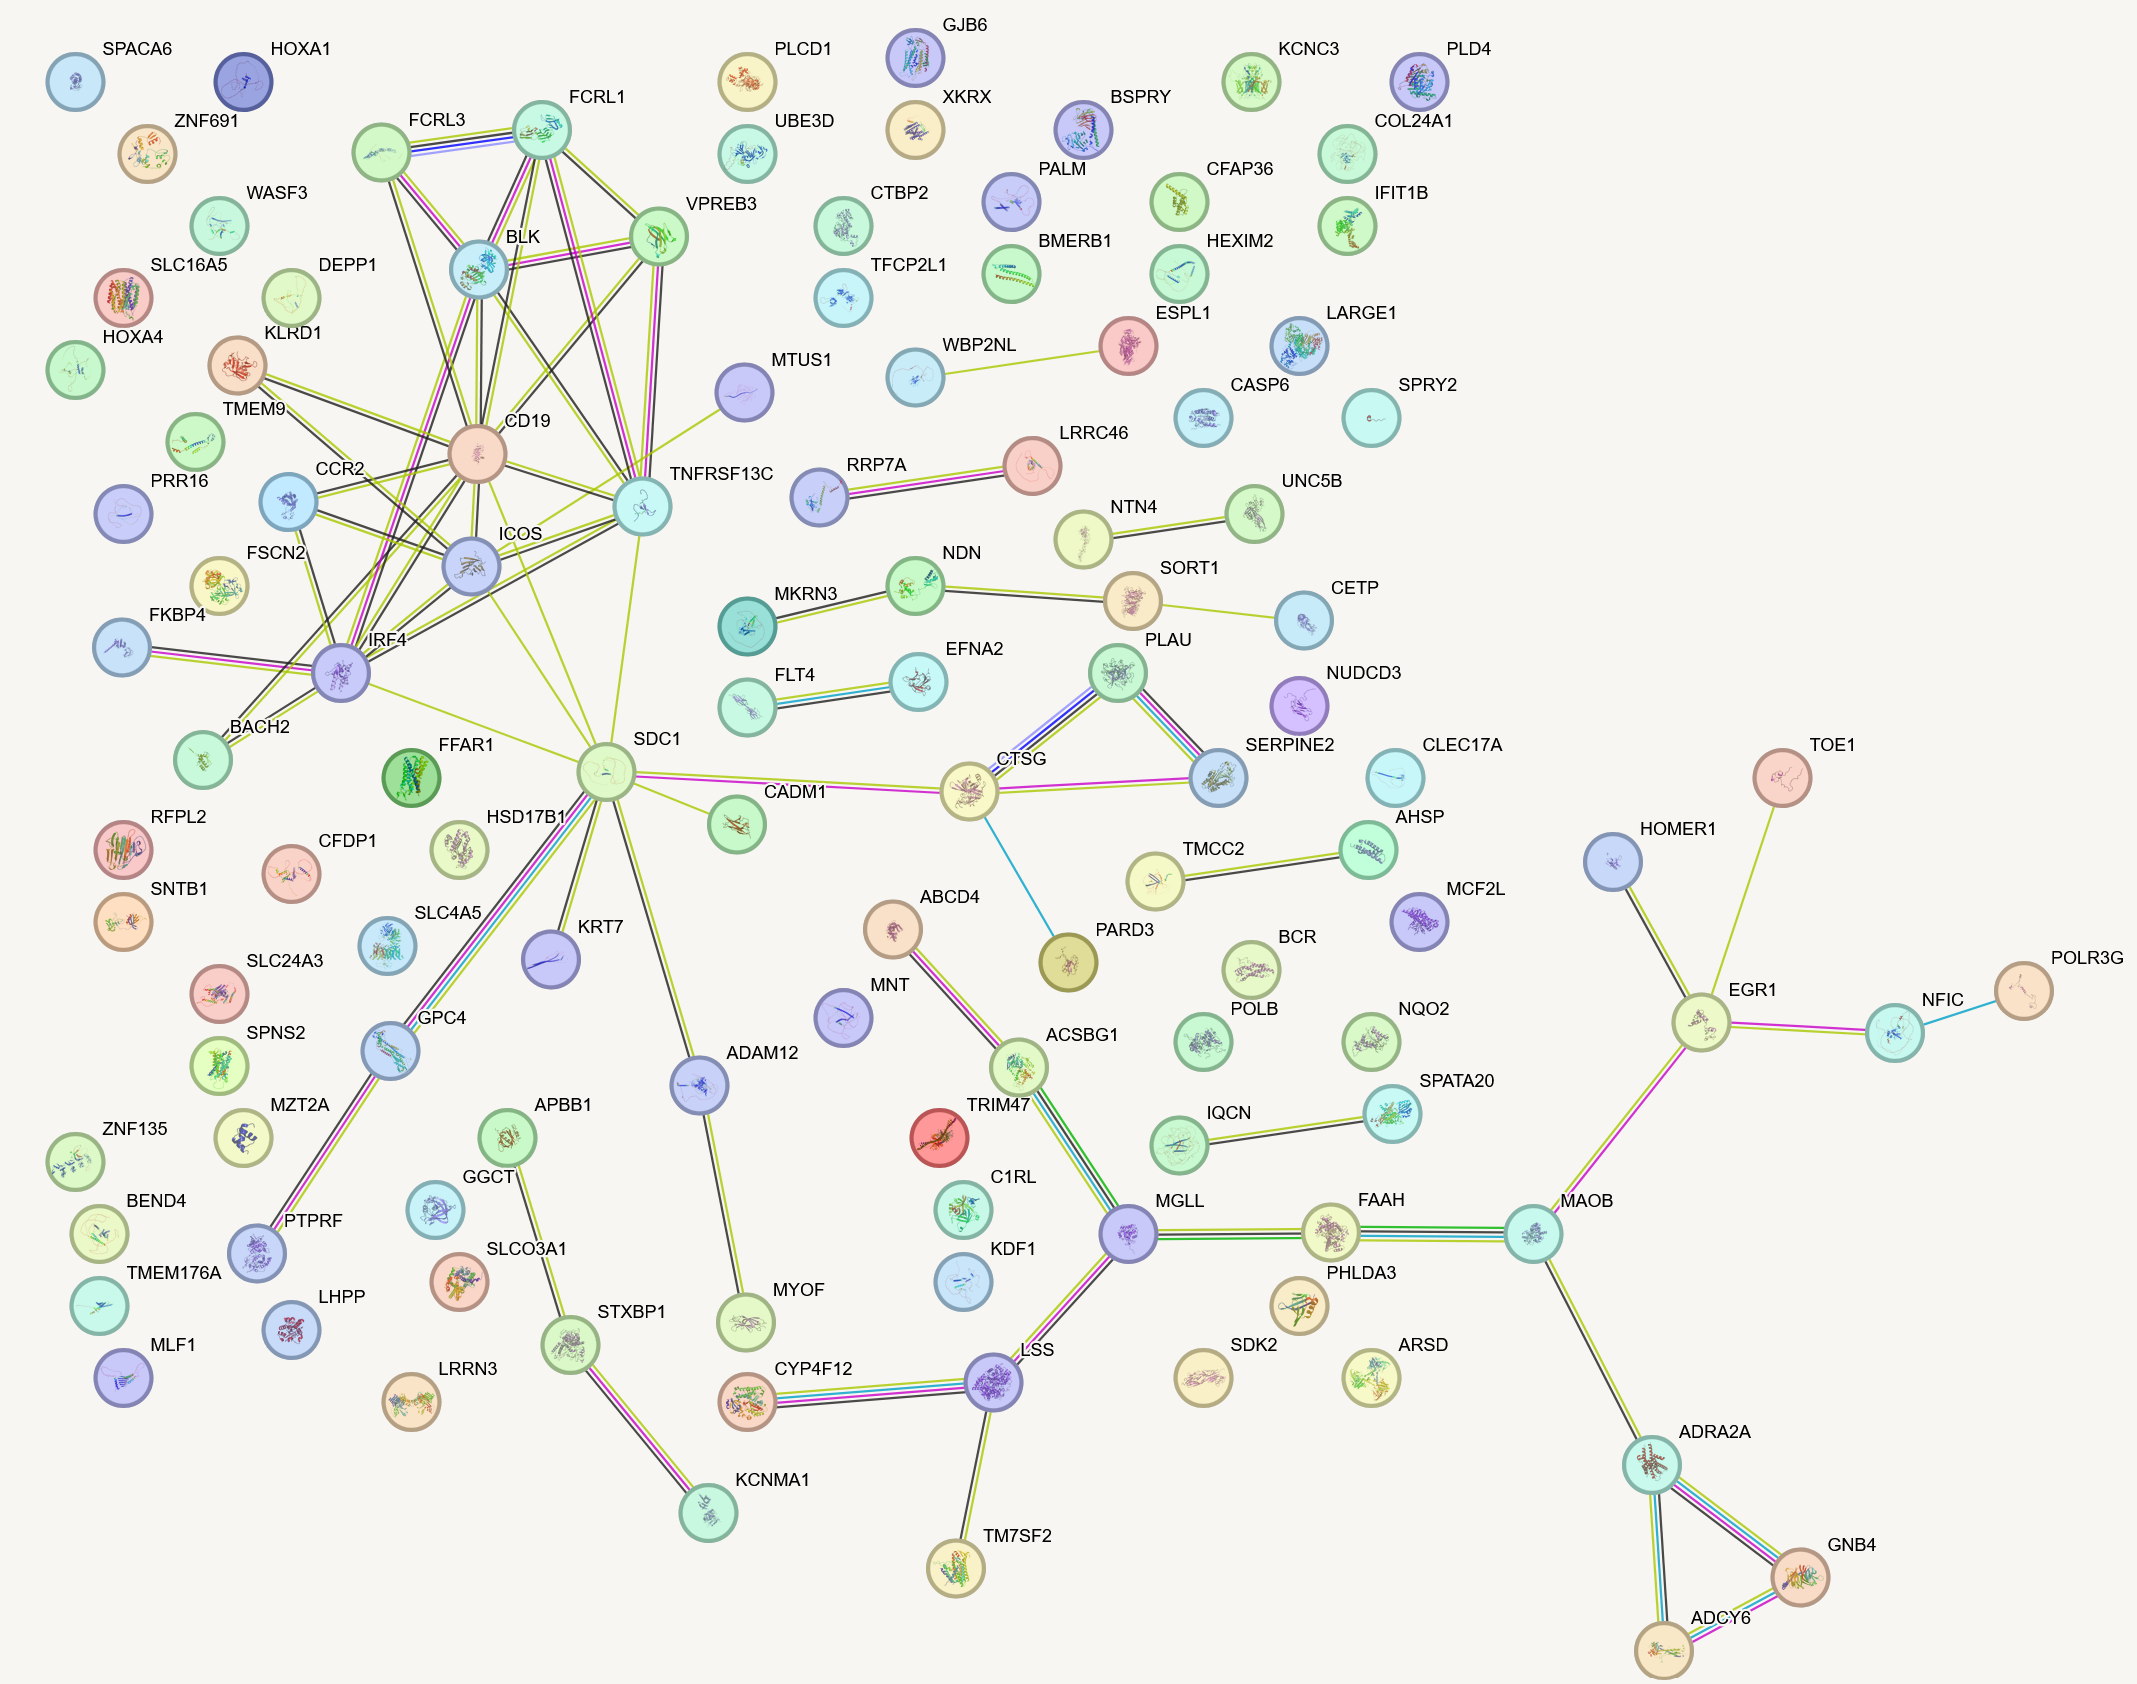 GJB6
SPACA6
HOXA1
PLCD1
KCNC3
PLD4
FCRL3
FCRL1
XKRX
BSPRY
ZNF691
UBE3D
COL24A1
PALM
CFAP36
WASF3
VPREB3
CTBP2
IFIT1B
BLK
BMERB1
HEXIM2
SLC16A5
DEPP1
TFCP2L1
ESPL1
LARGE1
HOXA4
KLRD1
WBP2NL
MTUS1
CASP6
SPRY2
TMEM9
CD19
LRRC46
CCR2
RRP7A
TNFRSF13C
PRR16
UNC5B
NTN4
ICOS
FSCN2
NDN
SORT1
MKRN3
CETP
FKBP4
IRF4
PLAU
EFNA2
FLT4
NUDCD3
BACH2
SDC1
FFAR1
CTSG
SERPINE2
CLEC17A
TOE1
CADM1
RFPL2
HSD17B1
AHSP
HOMER1
CFDP1
TMCC2
SNTB1
ABCD4
MCF2L
SLC4A5
KRT7
PARD3
BCR
SLC24A3
POLR3G
MNT
EGR1
NFIC
GPC4
POLB
NQO2
SPNS2
ACSBG1
ADAM12
SPATA20
MZT2A
APBB1
TRIM47
IQCN
ZNF135
GGCT
C1RL
BEND4
MGLL
FAAH
MAOB
PTPRF
SLCO3A1
KDF1
TMEM176A
PHLDA3
MYOF
LHPP
STXBP1
MLF1
LSS
SDK2
ARSD
LRRN3
CYP4F12
ADRA2A
KCNMA1
TM7SF2
GNB4
ADCY6